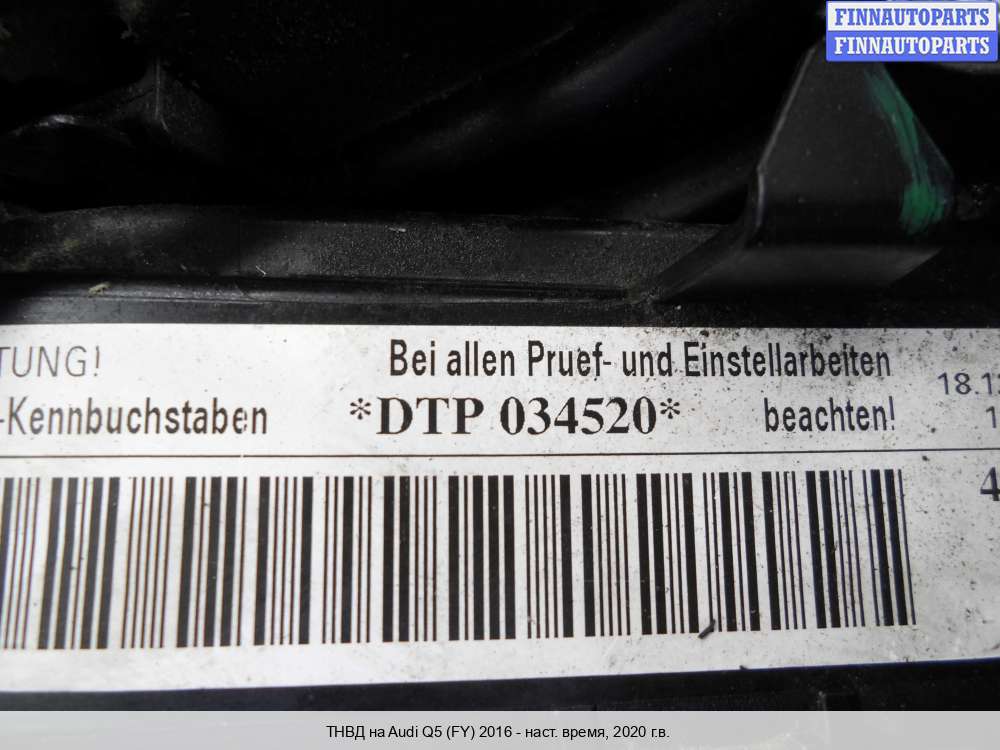 FINNAUTOPARTS
FINNAUTOPARTS
TUNG!
Bei allen Pruef- und Einstellarbeiten
18.12
-Kennbuchstaben
*DTP 034520*
beachten!
1
4
ТНВД на Audi Q5 (FY) 2016 - наст. время, 2020 г.в.